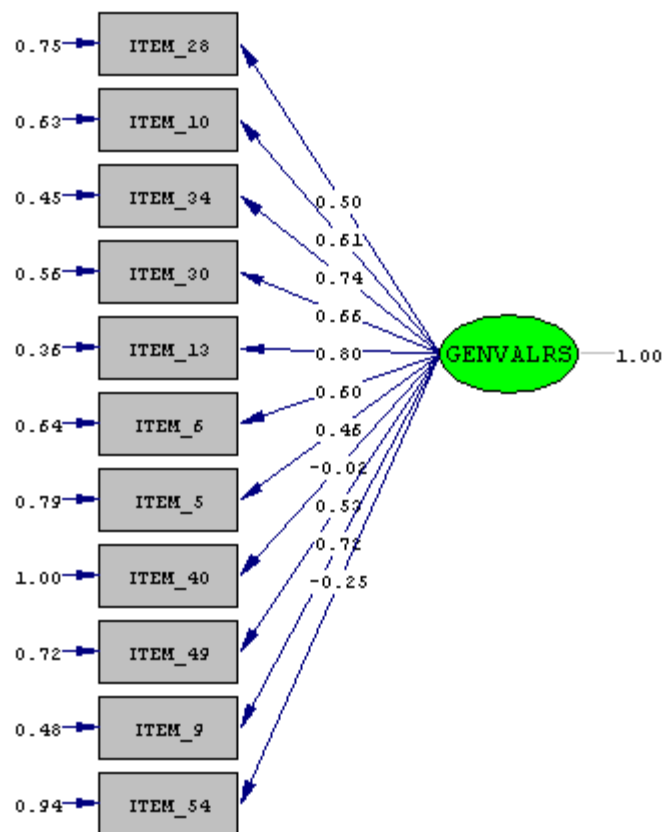 0.75 ITEM_28
0.63 ITEM_10
0.45 ITEM_34
0.50
0.61
0.74
0.56 ITEM_30
0.66
0.36 ITEM_13
0.80
GENVALRS 1.00
0.60
0.64 ITEM_6
0.46
-0.02
0.79 ITEM_5
0.53
0.72
1.00 ITEM_40
-0.25
0.72 ITEM_49
0.48 ITEM_9
0.94 ITEM_54